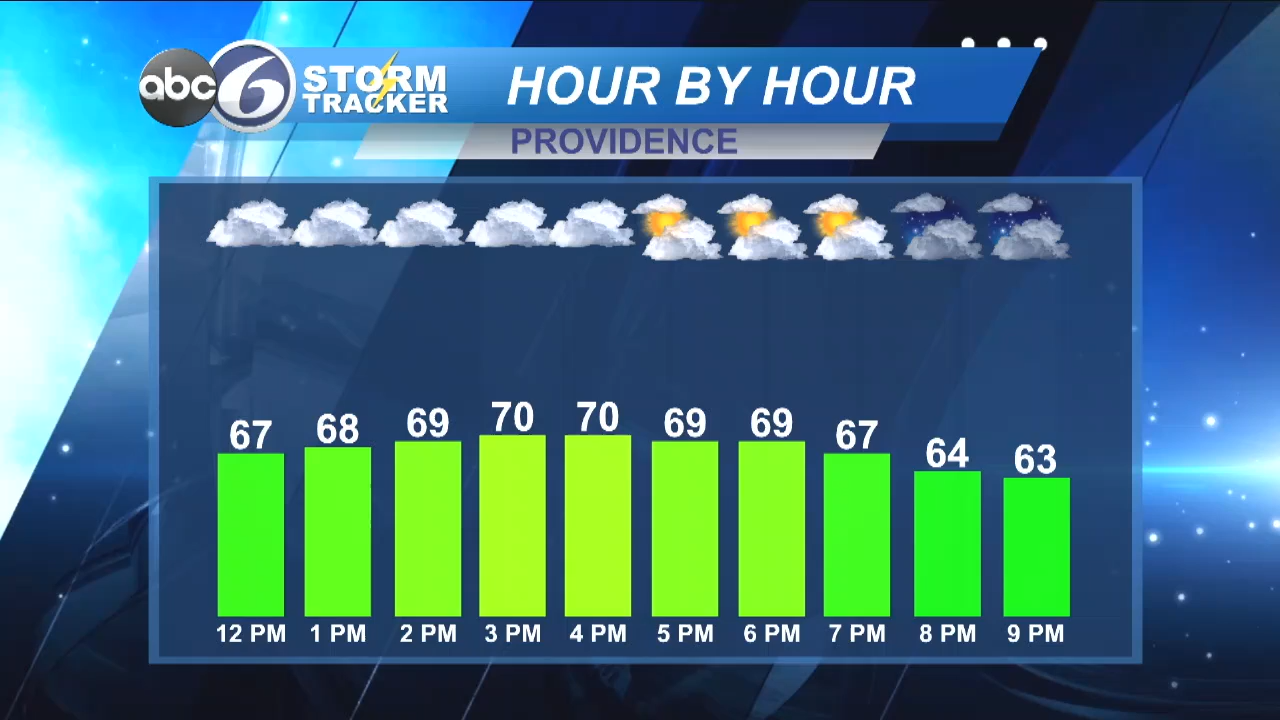 abc 6 STORM TRACKER
HOUR BY HOUR
PROVIDENCE
67 68 69 70 70 69 69 67 64 63
12 PM 1 PM 2 PM 3 PM 4 PM 5 PM 6 PM 7 PM 8 PM 9 PM